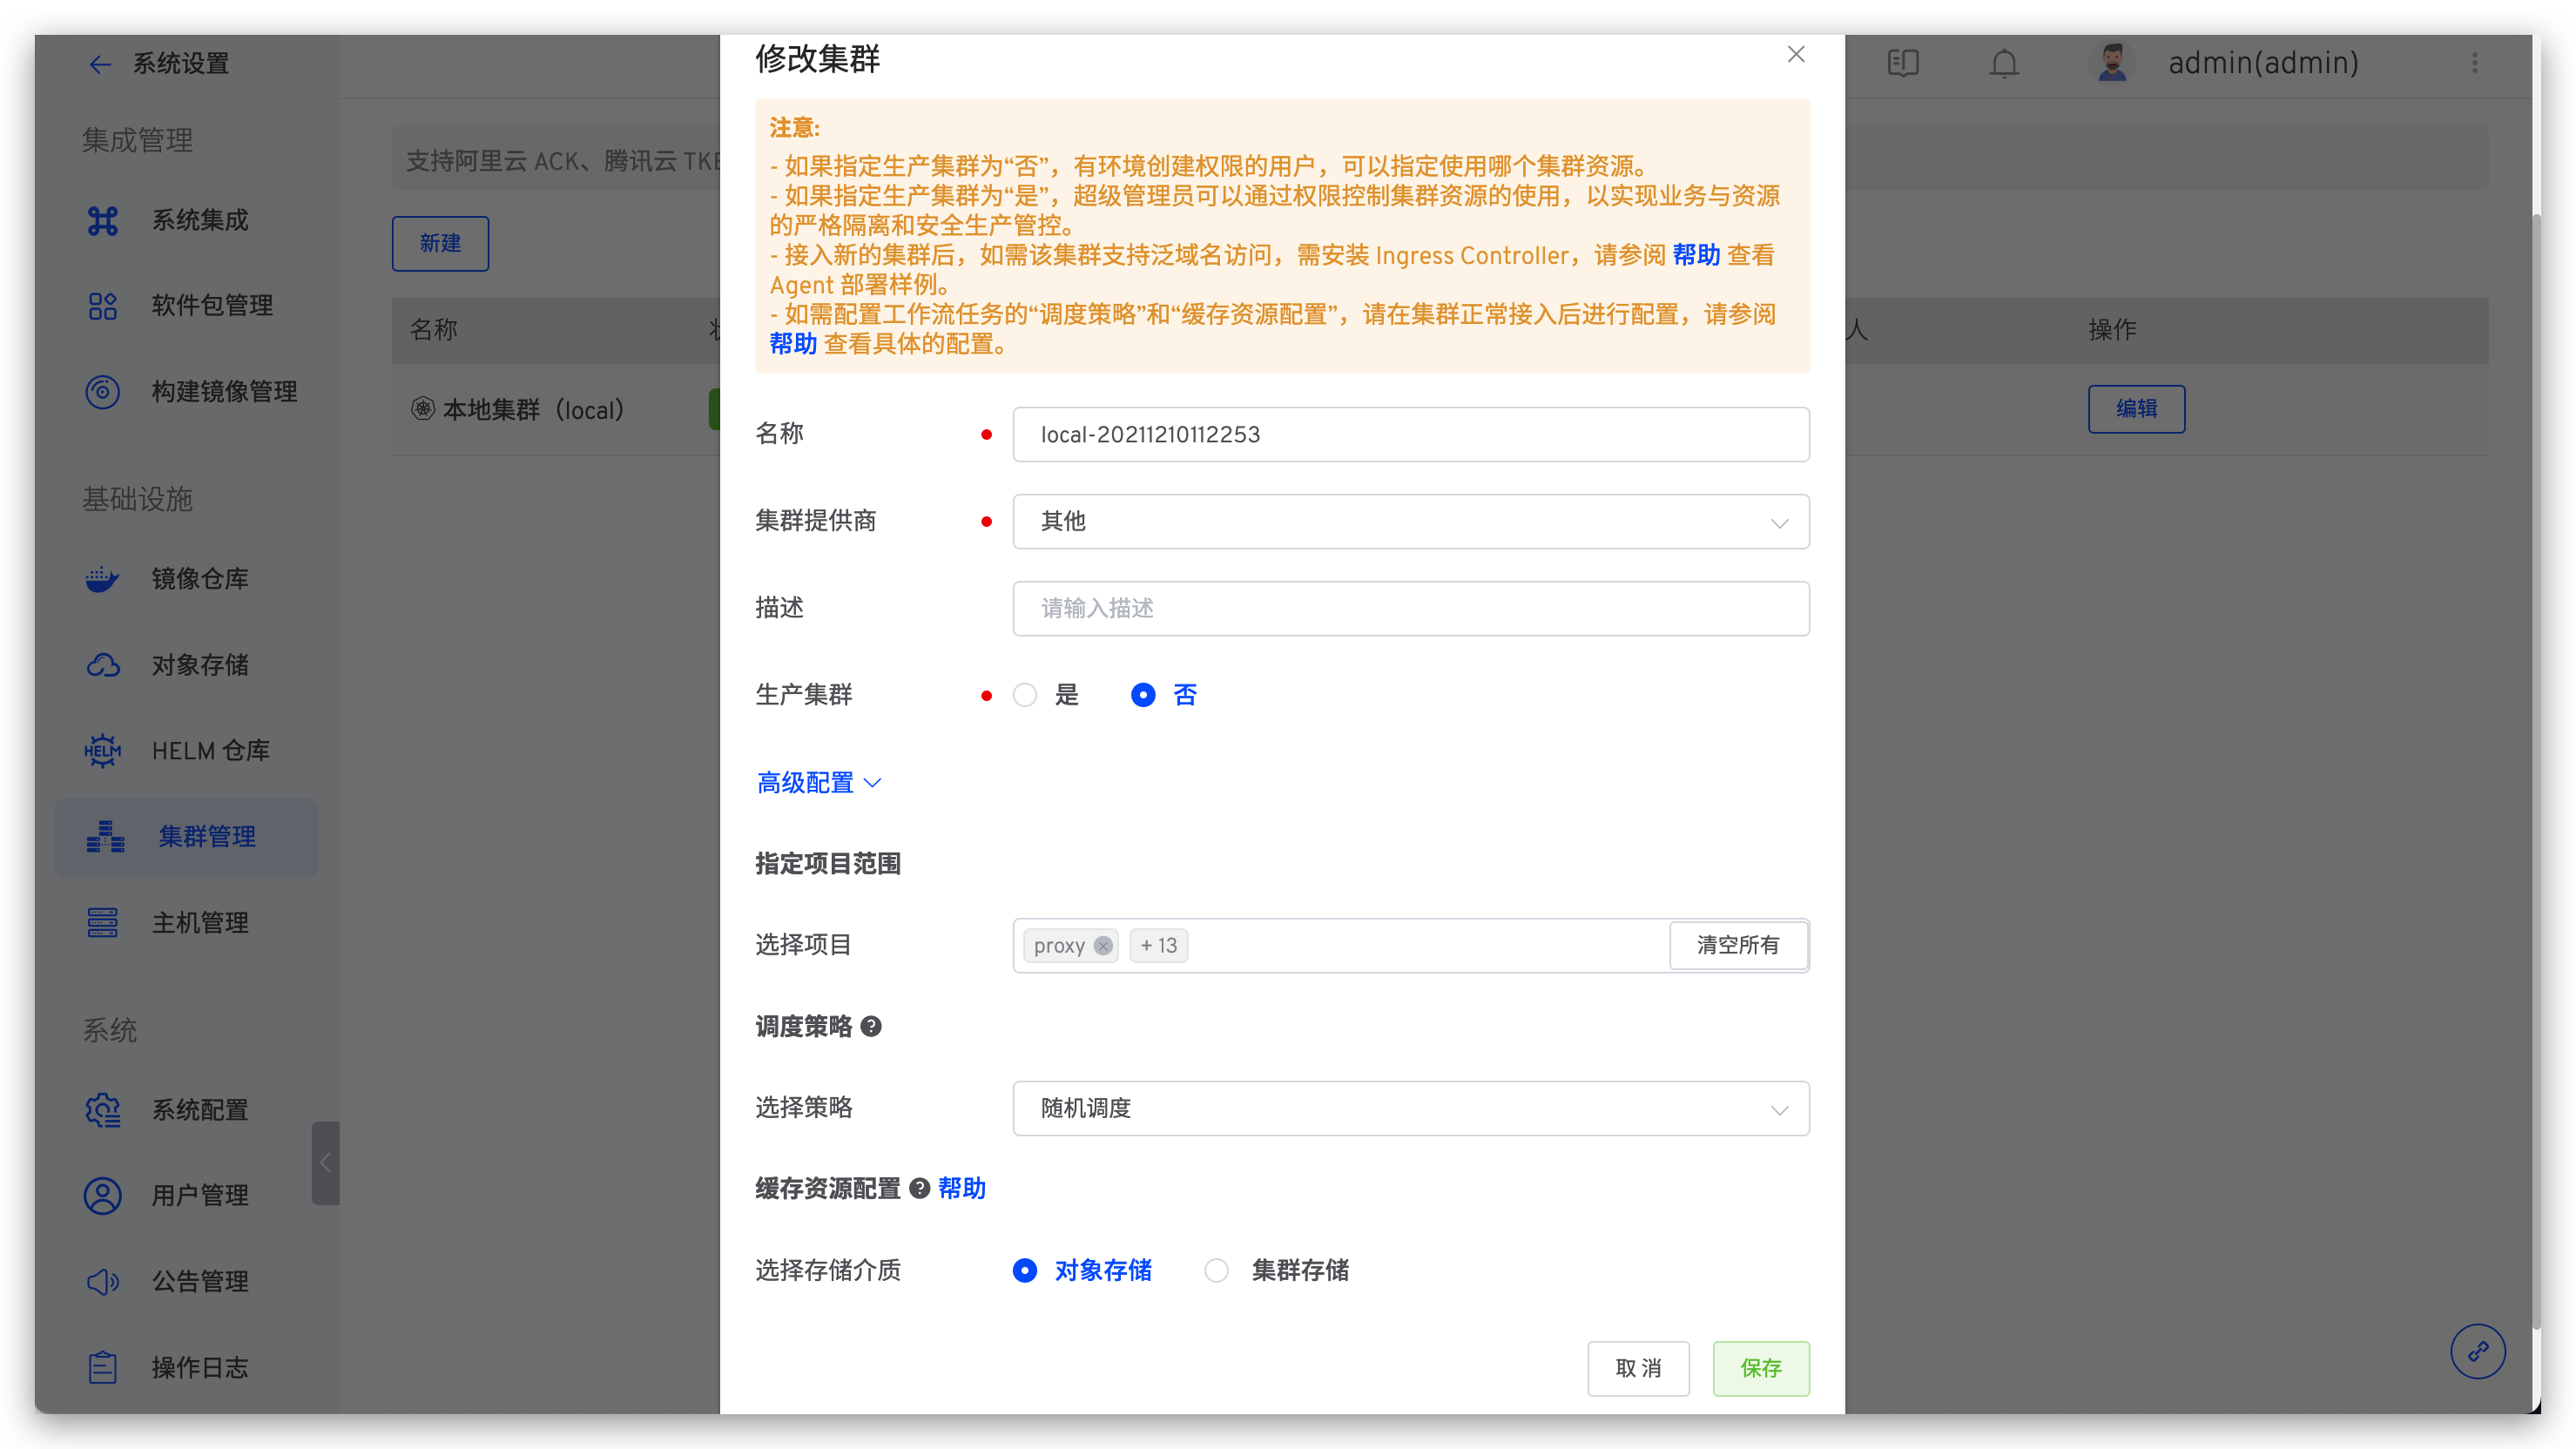 系统设置
集成管理
系统集成
软件包管理
构建镜像管理
基础设施
镜像仓库
对象存储
HELM
HELM 仓库
集群管理
主机管理
系统
系统配置
用户管理
公告管理
操作日志
支持阿里云 ACK、腾讯云 TKE
新建
名称
本地集群（local）
admin(admin)
人
操作
编辑
修改集群
注意:
- 如果指定生产集群为“否”，有环境创建权限的用户，可以指定使用哪个集群资源。
- 如果指定生产集群为“是”，超级管理员可以通过权限控制集群资源的使用，以实现业务与资源
的严格隔离和安全生产管控。
- 接入新的集群后，如需该集群支持泛域名访问，需安装 Ingress Controller，请参阅 帮助 查看
Agent 部署样例。
- 如需配置工作流任务的“调度策略”和“缓存资源配置”，请在集群正常接入后进行配置，请参阅
帮助 查看具体的配置。
名称
local-20211210112253
集群提供商
其他
描述
请输入描述
生产集群
是
否
高级配置
指定项目范围
选择项目
proxy
+ 13
清空所有
调度策略 ?
选择策略
随机调度
缓存资源配置 ? 帮助
选择存储介质
对象存储
集群存储
取 消
保存